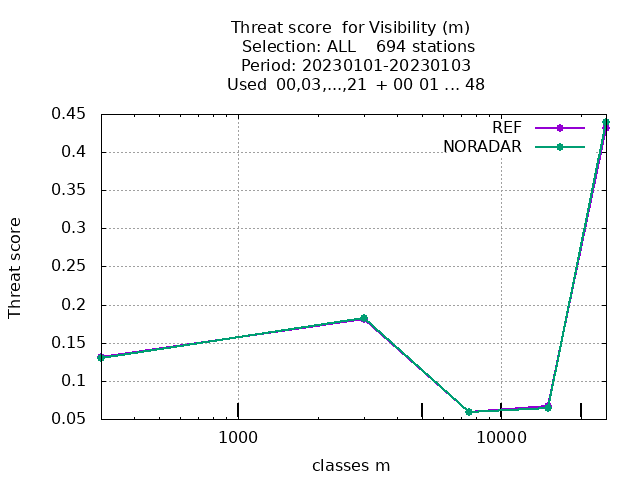 Threat score  for Visibility (m)
Selection: ALL    694 stations
Period: 20230101-20230103
Used  00,03,...,21  + 00 01 ... 48
0.45
0.4
0.35
0.3
0.25
0.2
0.15
0.1
0.05
Threat score
REF
NORADAR
1000
10000
classes m